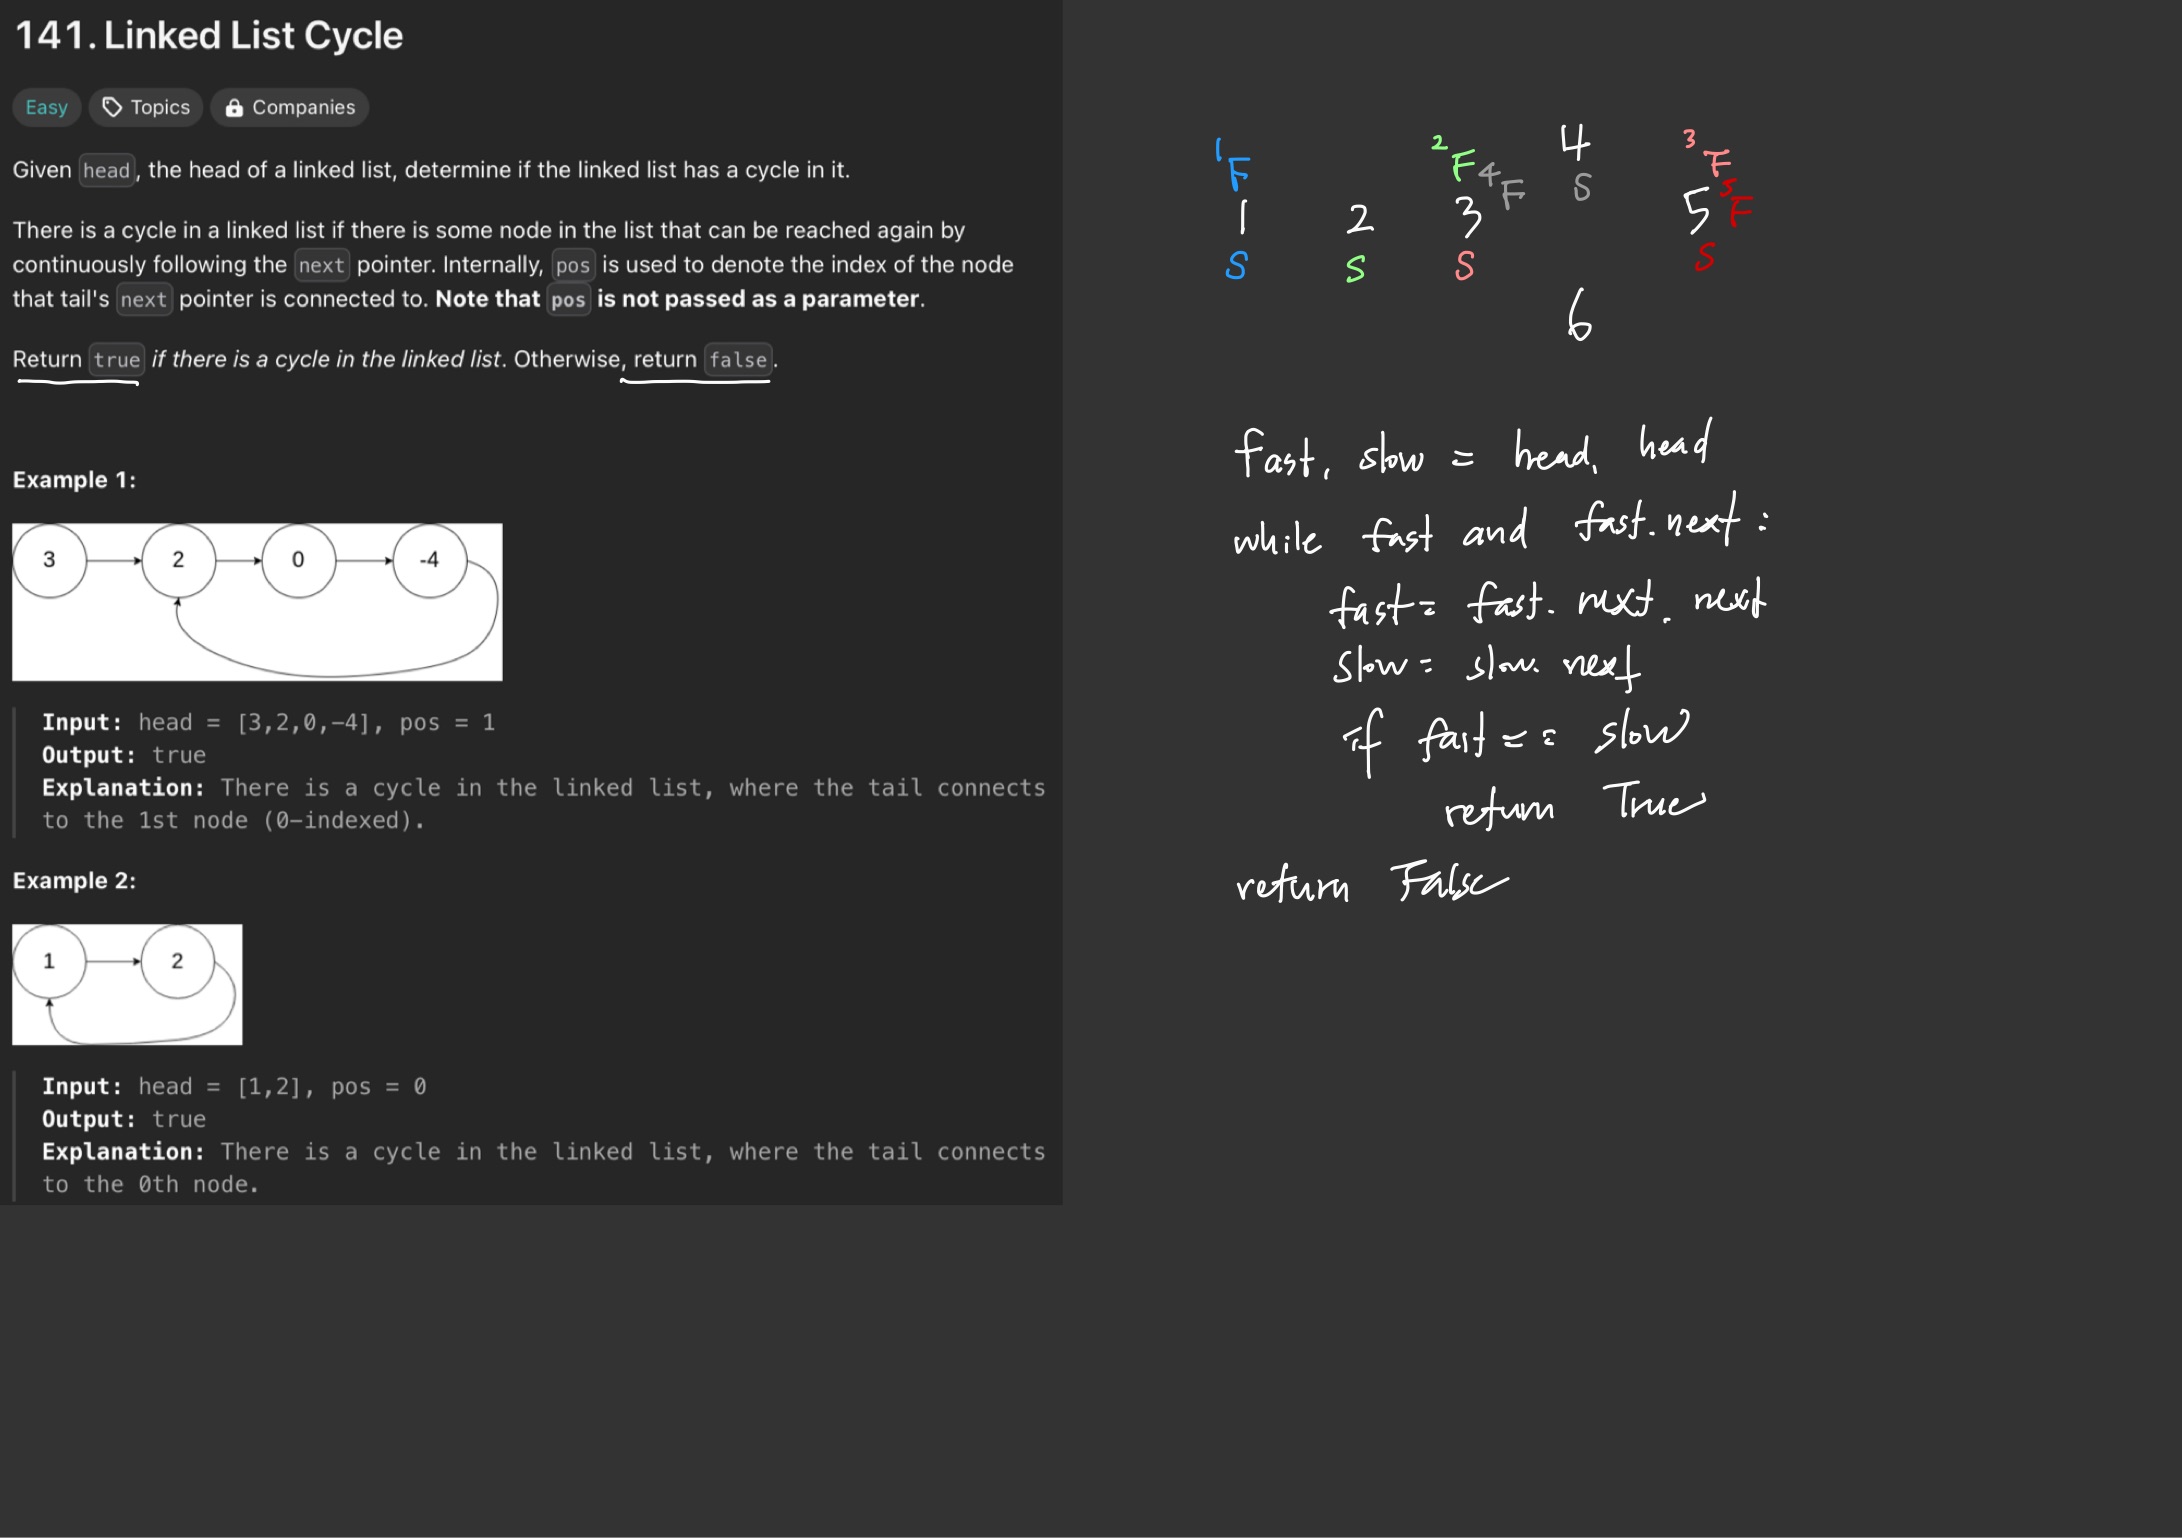 141. Linked List Cycle
Easy Topics Companies
Given head, the head of a linked list, determine if the linked list has a cycle in it.
There is a cycle in a linked list if there is some node in the list that can be reached again by
continuously following the next pointer. Internally, pos is used to denote the index of the node
that tail's next pointer is connected to. Note that pos is not passed as a parameter.
Return true if there is a cycle in the linked list. Otherwise, return false.
Example 1:
3 2 0 -4
Input: head = [3,2,0,-4], pos = 1
Output: true
Explanation: There is a cycle in the linked list, where the tail connects
to the 1st node (0-indexed).
Example 2:
1 2
Input: head = [1,2], pos = 0
Output: true
Explanation: There is a cycle in the linked list, where the tail connects
to the 0th node.
1 2 4 3
F F 4 F S F 5
1 2 3 5 F
S S S S
6
fast, slow = head, head
while fast and fast.next:
fast = fast.next.next
slow = slow.next
if fast == slow
return True
return False